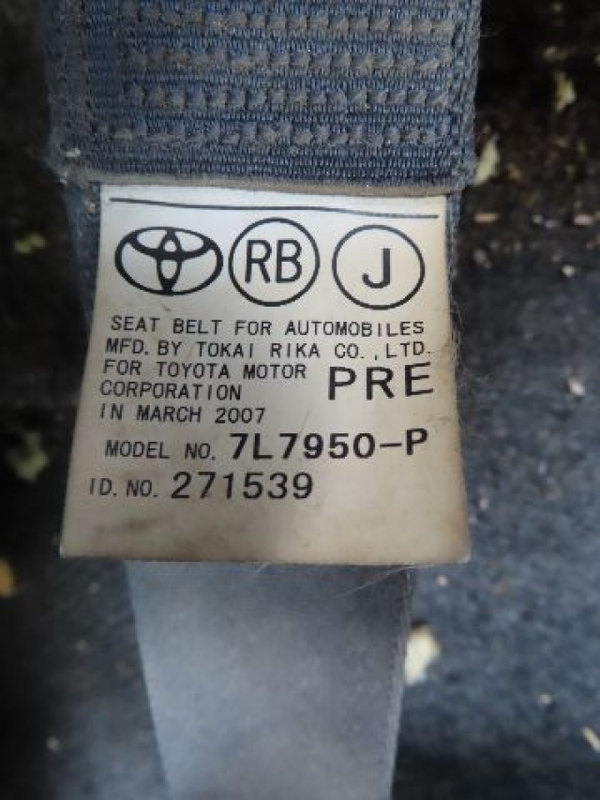 RB J
SEAT BELT FOR AUTOMOBILES
MFD. BY TOKAI RIKA CO., LTD.
FOR TOYOTA MOTOR
CORPORATION PRE
IN MARCH 2007
MODEL NO. 7L7950-P
ID. NO. 271539